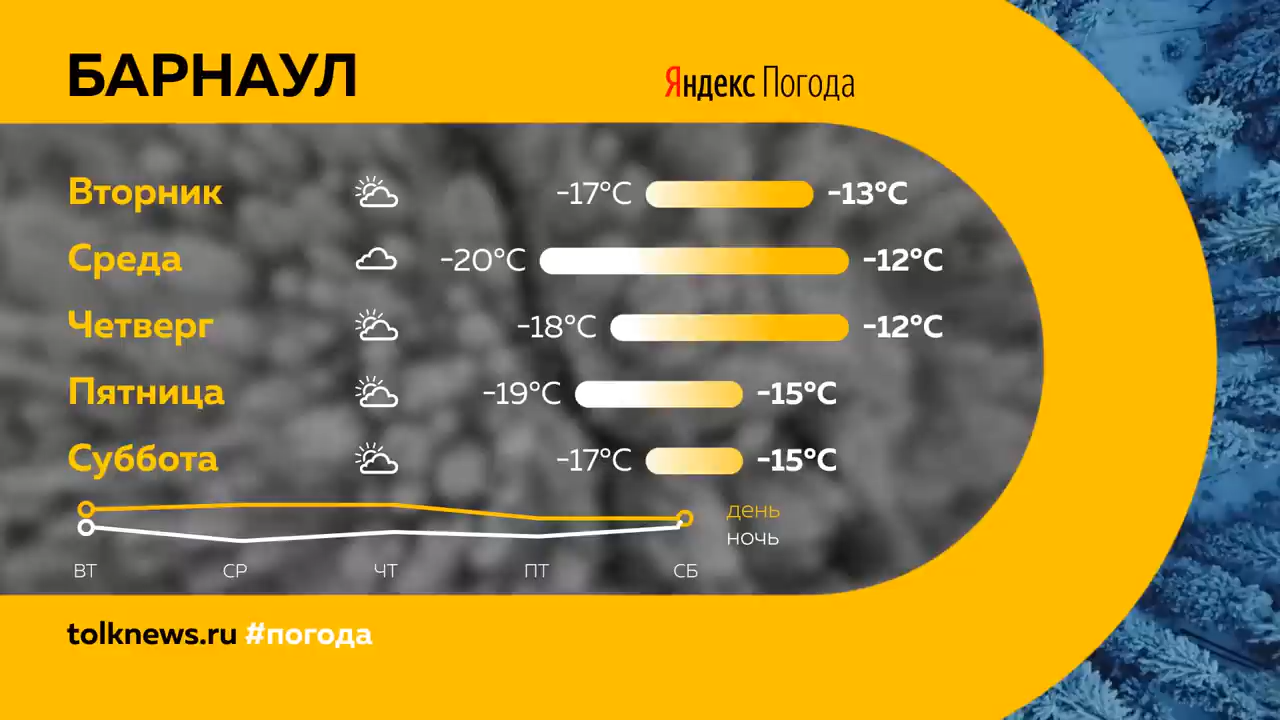 БАРНАУЛ
Яндекс Погода
Вторник -17°C -13°C
Среда -20°C -12°C
Четверг -18°C -12°C
Пятница -19°C -15°C
Суббота -17°C -15°C
день
ночь
ВТ СР ЧТ ПТ СБ
tolknews.ru #погода